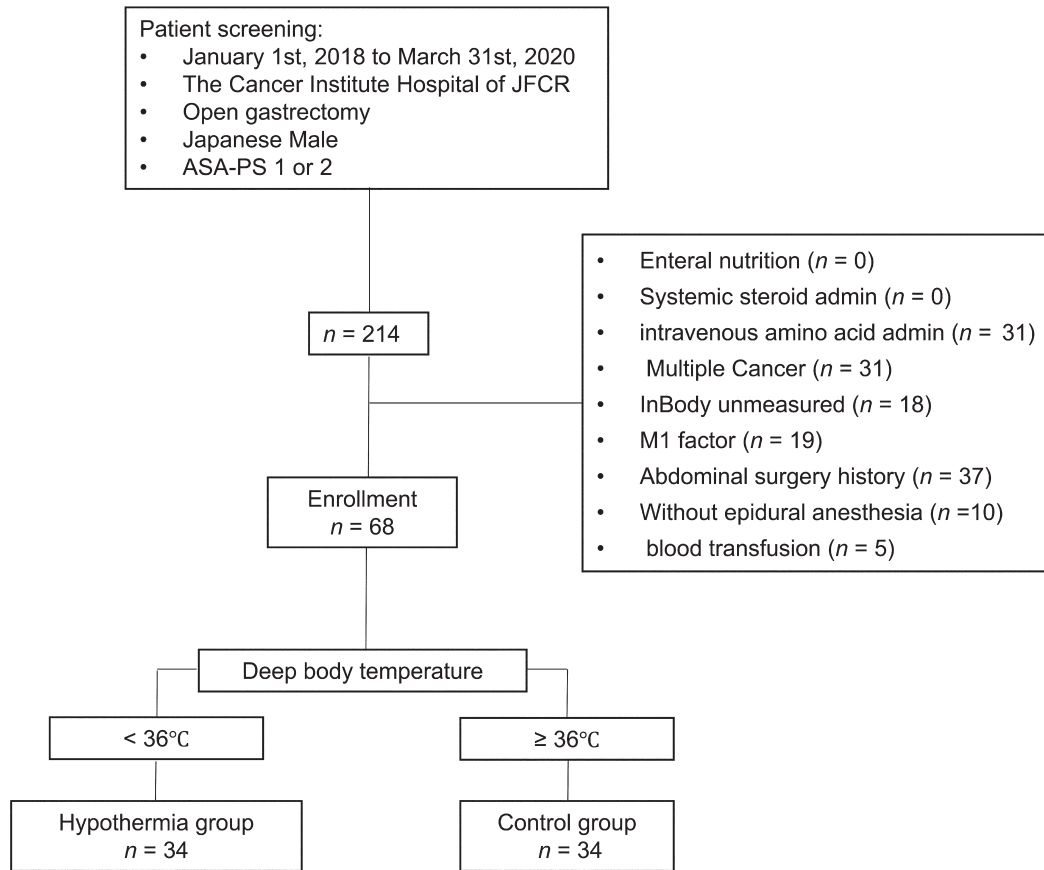 Patient screening:
• January 1st, 2018 to March 31st, 2020
• The Cancer Institute Hospital of JFCR
• Open gastrectomy
• Japanese Male
• ASA-PS 1 or 2
n = 214
• Enteral nutrition (n = 0)
• Systemic steroid admin (n = 0)
• intravenous amino acid admin (n = 31)
• Multiple Cancer (n = 31)
• InBody unmeasured (n = 18)
• M1 factor (n = 19)
• Abdominal surgery history (n = 37)
• Without epidural anesthesia (n =10)
• blood transfusion (n = 5)
Enrollment
n = 68
Deep body temperature
< 36℃
≥ 36℃
Hypothermia group
n = 34
Control group
n = 34